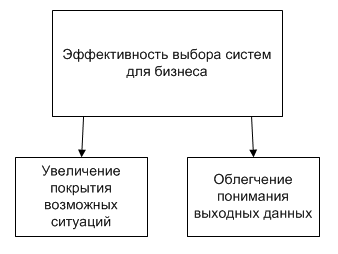 Эффективность выбора систем
для бизнеса
Увеличение
покрытия
возможных
ситуаций
Облегчение
понимания
выходных данных